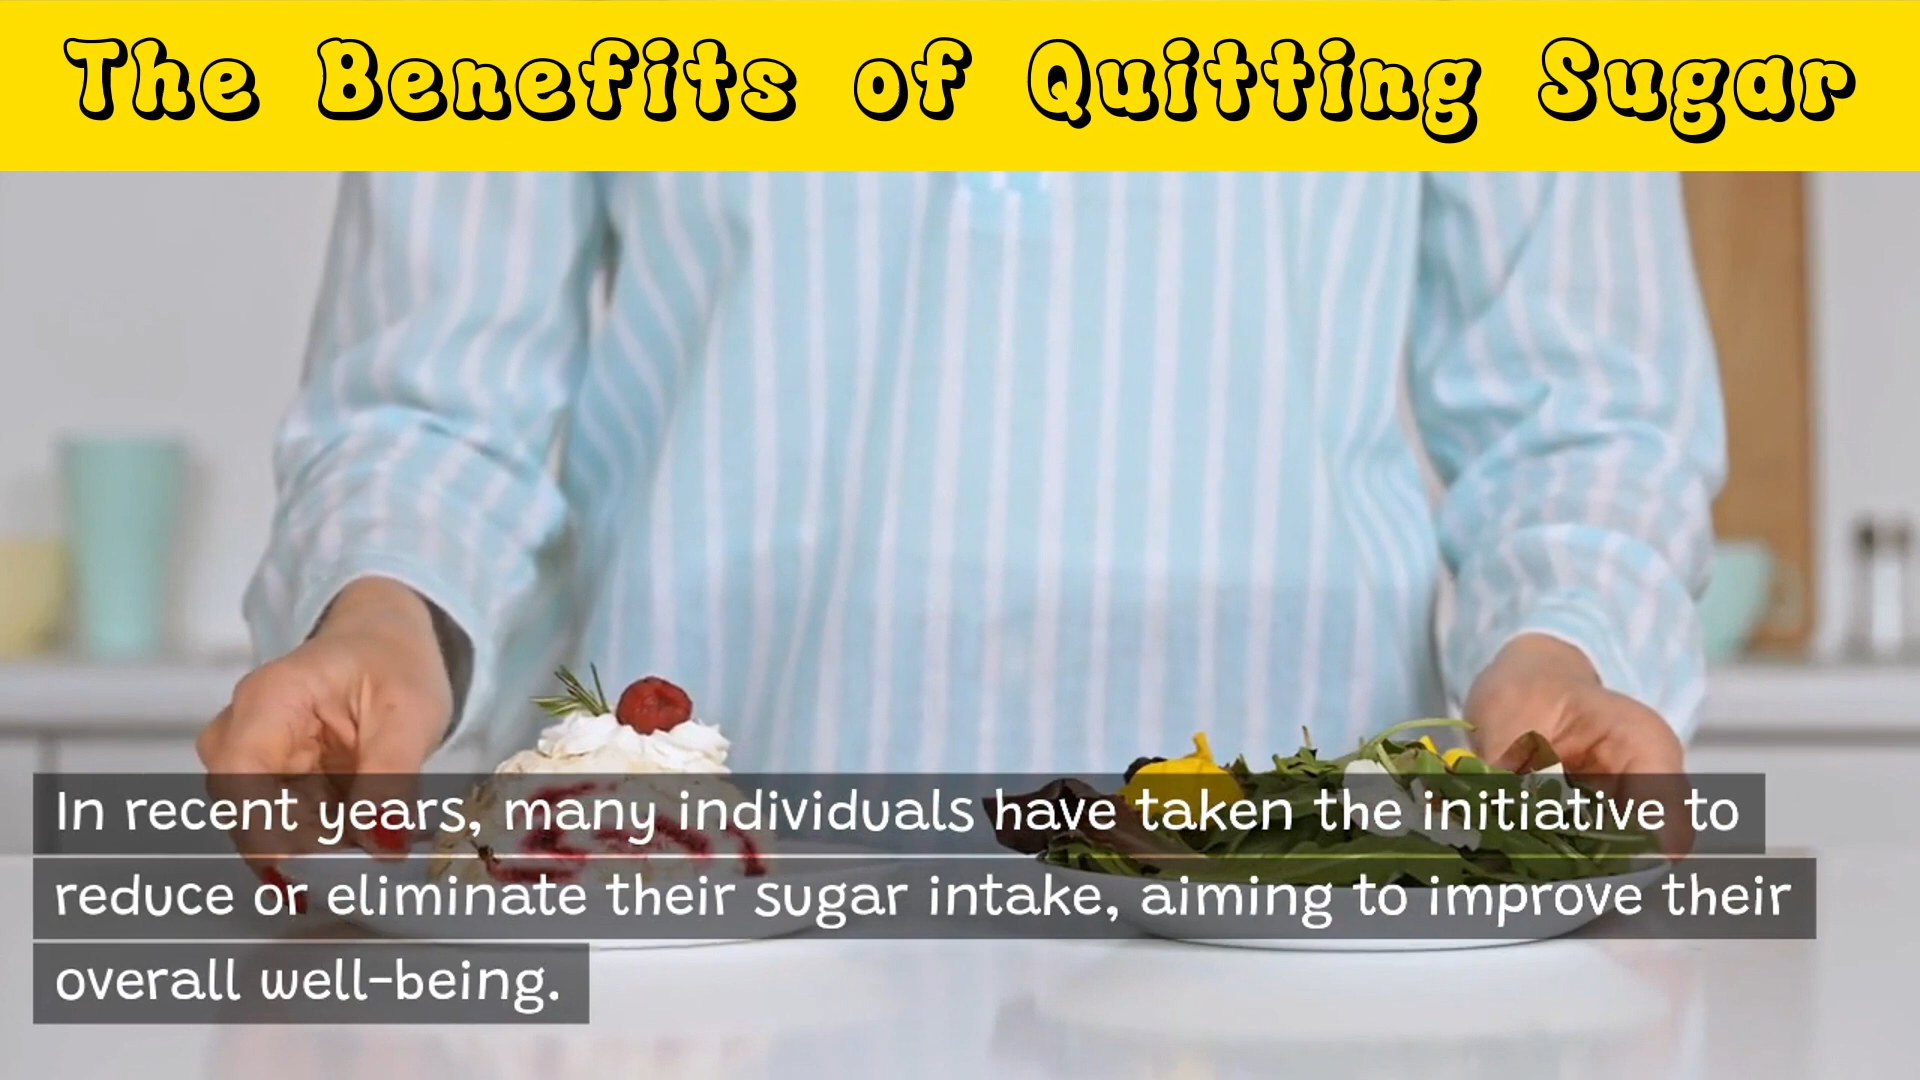 The Benefits of Quitting Sugar
In recent years, many individuals have taken the initiative to
reduce or eliminate their sugar intake, aiming to improve their
overall well-being.